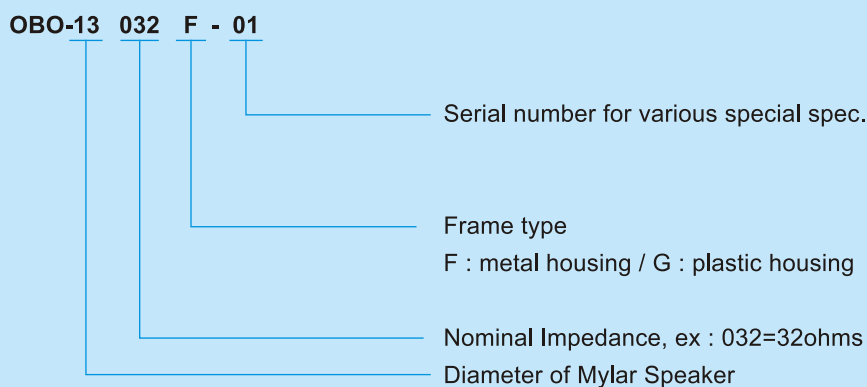 OBO-13 032 F - 01
Serial number for various special spec.
Frame type
F : metal housing / G : plastic housing
Nominal Impedance, ex : 032=32ohms
Diameter of Mylar Speaker